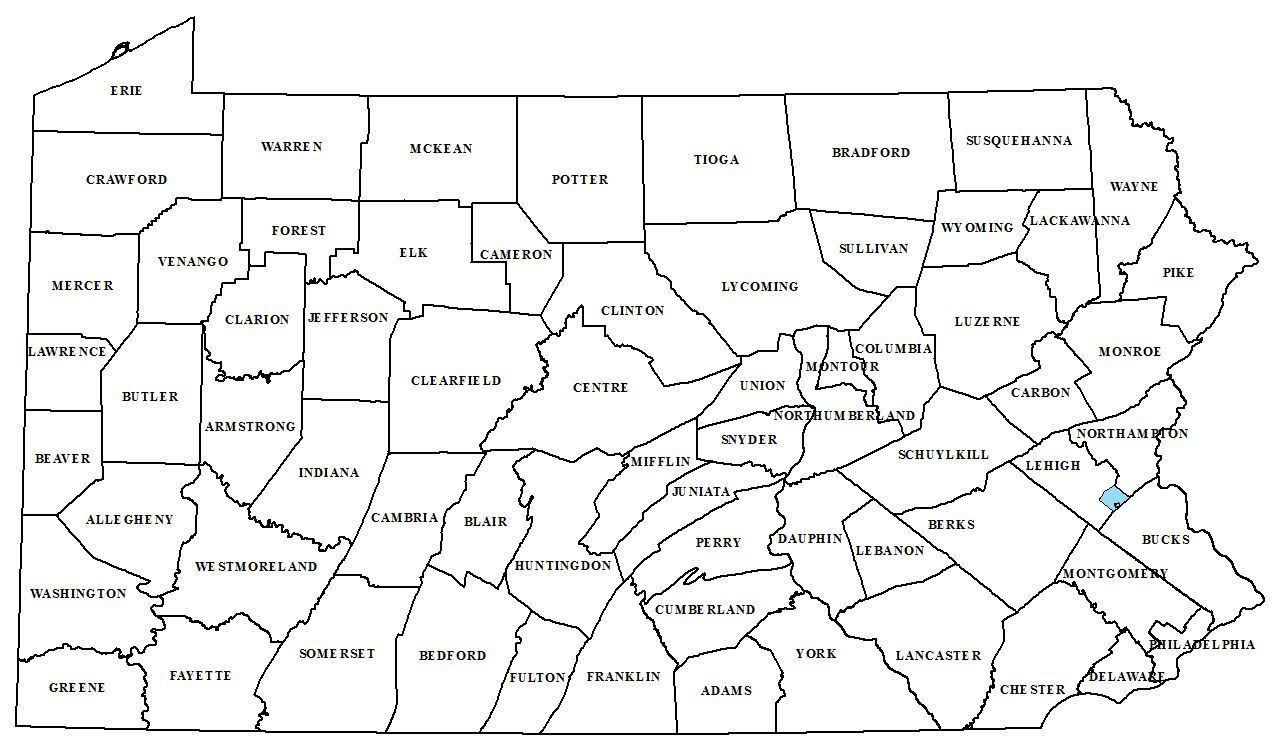 ERIE
WARREN
MCKEAN
POTTER
TIOGA
BRADFORD
SUSQUEHANNA
WAYNE
CRAWFORD
FOREST
ELK
CAMERON
VENANGO
SULLIVAN
WYOMING
LACKAWANNA
PIKE
MERCER
CLARION
JEFFERSON
CLINTON
LYCOMING
LUZERNE
MONROE
LAWRENCE
BUTLER
CLEARFIELD
CENTRE
UNION
MONTOUR
COLUMBIA
CARBON
ARMSTRONG
NORTHUMBERLAND
NORTHAMPTON
BEAVER
INDIANA
MIFFLIN
SNYDER
SCHUYLKILL
LEHIGH
ALLEGHENY
CAMBRIA
BLAIR
JUNIATA
BERKS
BUCKS
WESTMORELAND
HUNTINGDON
PERRY
DAUPHIN
LEBANON
MONTGOMERY
WASHINGTON
CUMBERLAND
PHILADELPHIA
GREENE
FAYETTE
SOMERSET
BEDFORD
FULTON
FRANKLIN
ADAMS
YORK
LANCASTER
CHESTER
DELAWARE